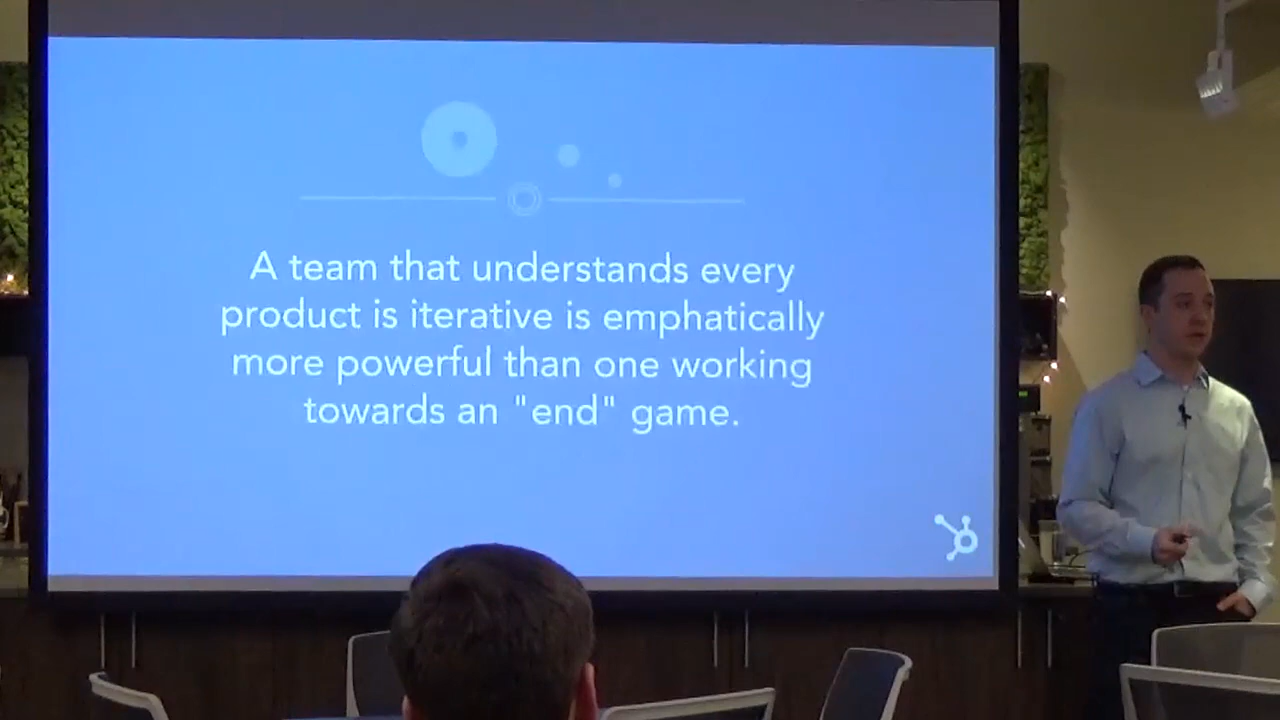 A team that understands every
product is iterative is emphatically
more powerful than one working
towards an "end" game.